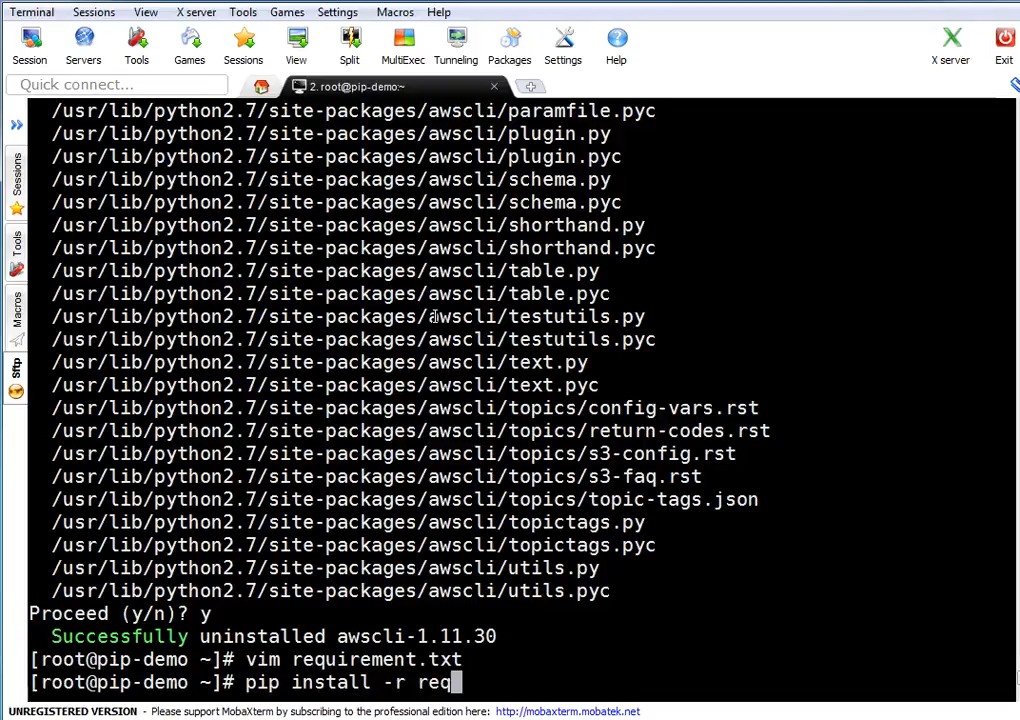 Terminal Sessions View X server Tools Games Settings Macros Help
Session Servers Tools Games Sessions View Split MultiExec Tunneling Packages Settings Help X server Exit
Quick connect... 2. root@pip-demo:~
/usr/lib/python2.7/site-packages/awscli/paramfile.pyc
/usr/lib/python2.7/site-packages/awscli/plugin.py
/usr/lib/python2.7/site-packages/awscli/plugin.pyc
/usr/lib/python2.7/site-packages/awscli/schema.py
/usr/lib/python2.7/site-packages/awscli/schema.pyc
/usr/lib/python2.7/site-packages/awscli/shorthand.py
/usr/lib/python2.7/site-packages/awscli/shorthand.pyc
/usr/lib/python2.7/site-packages/awscli/table.py
/usr/lib/python2.7/site-packages/awscli/table.pyc
/usr/lib/python2.7/site-packages/awscli/testutils.py
/usr/lib/python2.7/site-packages/awscli/testutils.pyc
/usr/lib/python2.7/site-packages/awscli/text.py
/usr/lib/python2.7/site-packages/awscli/text.pyc
/usr/lib/python2.7/site-packages/awscli/topics/config-vars.rst
/usr/lib/python2.7/site-packages/awscli/topics/return-codes.rst
/usr/lib/python2.7/site-packages/awscli/topics/s3-config.rst
/usr/lib/python2.7/site-packages/awscli/topics/s3-faq.rst
/usr/lib/python2.7/site-packages/awscli/topics/topic-tags.json
/usr/lib/python2.7/site-packages/awscli/topictags.py
/usr/lib/python2.7/site-packages/awscli/topictags.pyc
/usr/lib/python2.7/site-packages/awscli/utils.py
/usr/lib/python2.7/site-packages/awscli/utils.pyc
Proceed (y/n)? y
Successfully uninstalled awscli-1.11.30
[root@pip-demo ~]# vim requirement.txt
[root@pip-demo ~]# pip install -r req
Sessions
Tools
Macros
Sftp
UNREGISTERED VERSION - Please support MobaXterm by subscribing to the professional edition here: http://mobaxterm.mobatek.net